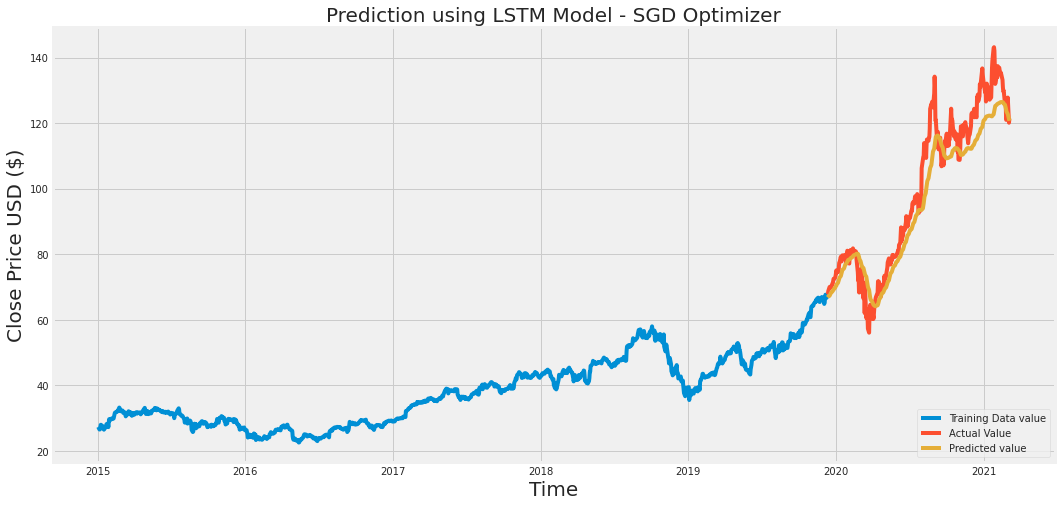 Prediction using LSTM Model - SGD Optimizer
Close Price USD ($)
140
120
100
80
60
40
20
2015
2016
2017
2018
2019
2020
2021
Time
Training Data value
Actual Value
Predicted value